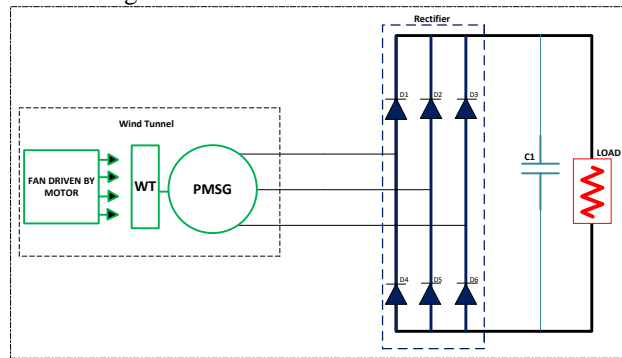 Rectifier
D1
D2
D3
Wind Tunnel
C1
LOAD
FAN DRIVEN BY
MOTOR
WT
PMSG
D4
D5
D6